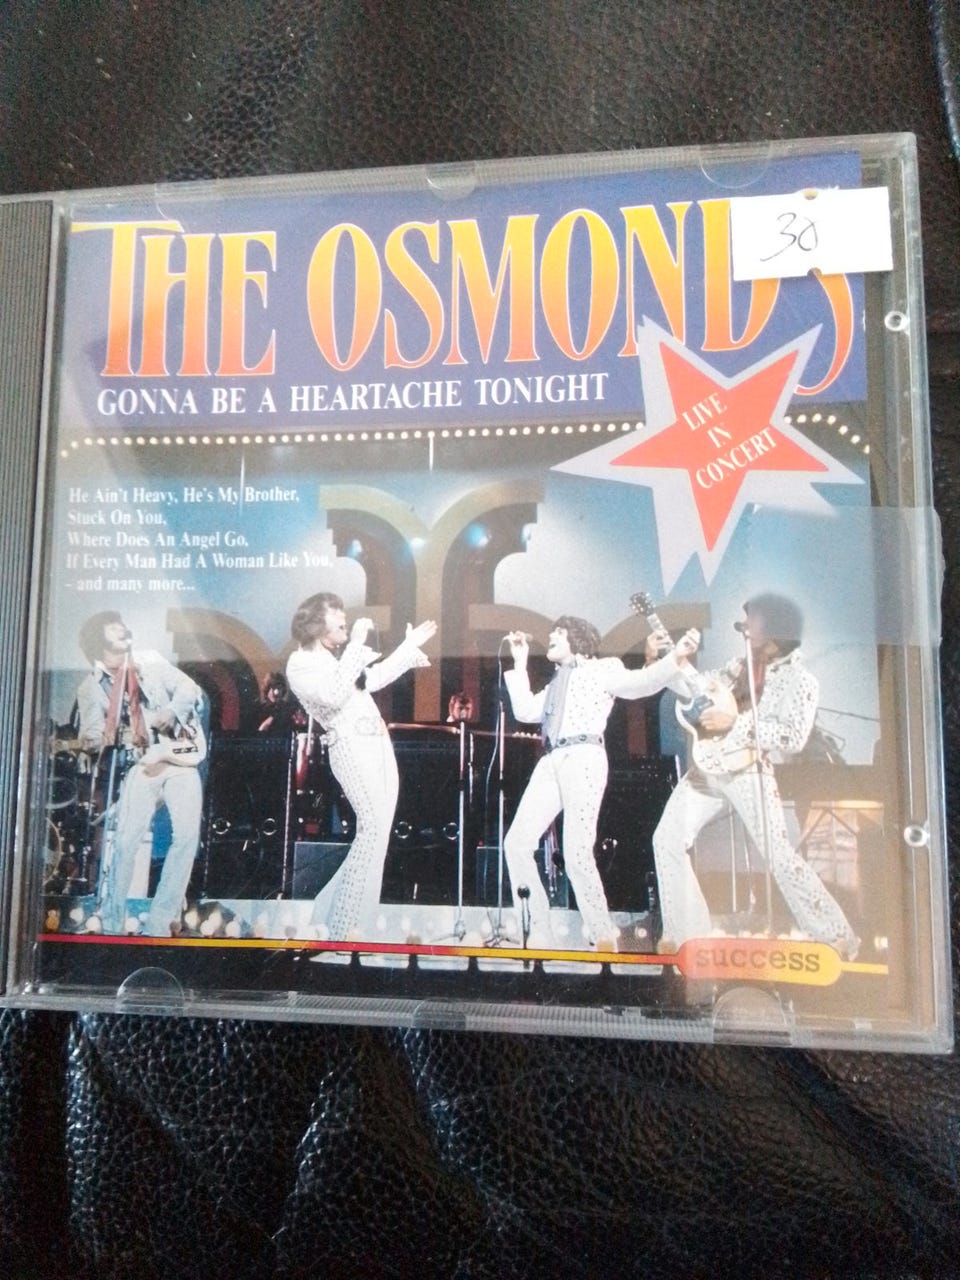 THE OSMONDS
30
GONNA BE A HEARTACHE TONIGHT
LIVE
IN
CONCERT
He Ain't Heavy, He's My Brother,
Stuck On You,
Where Does An Angel Go,
If Every Man Had A Woman Like You,
– and many more...
success